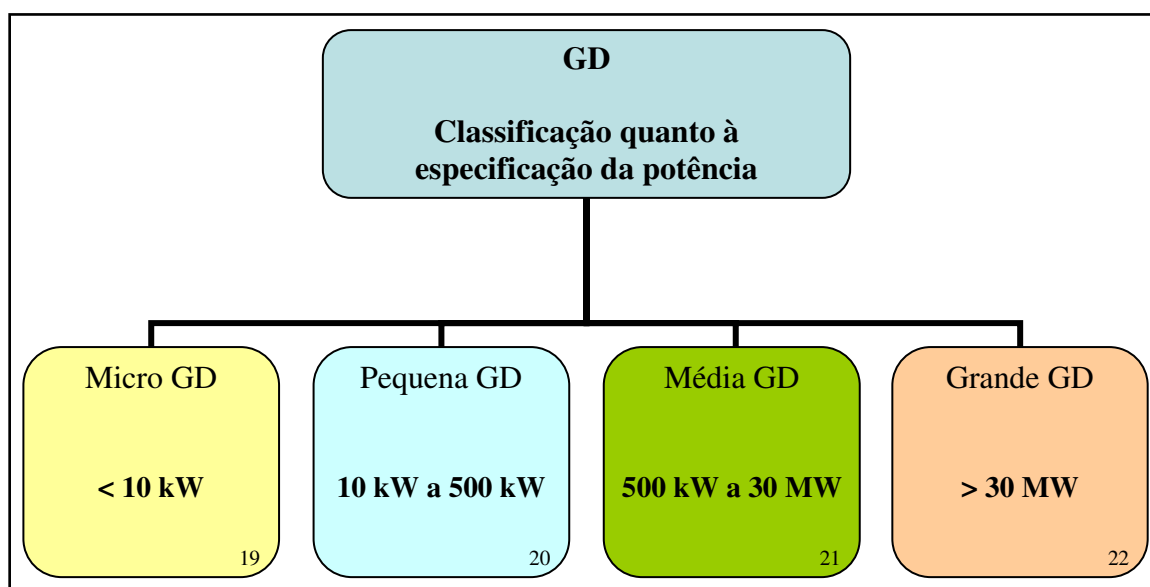 GD
Classificação quanto à
especificação da potência
Micro GD
< 10 kW
19
Pequena GD
10 kW a 500 kW
20
Média GD
500 kW a 30 MW
21
Grande GD
> 30 MW
22